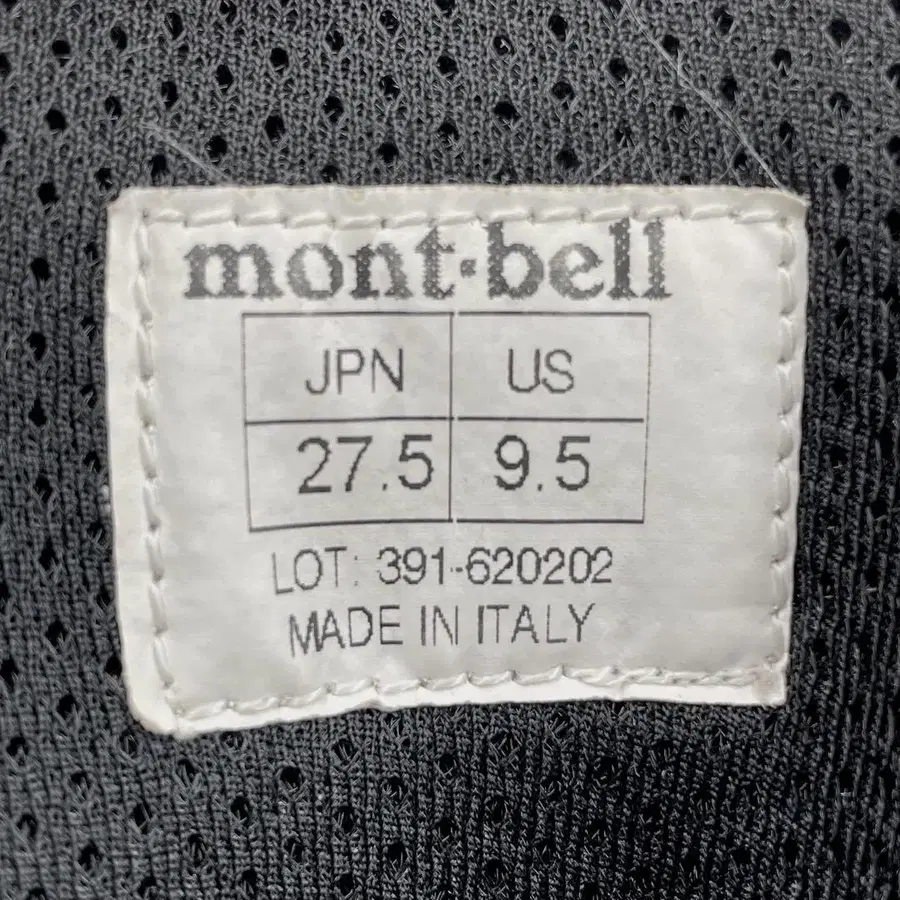 mont-bell
JPN US
27.5 9.5
LOT: 391-620202
MADE IN ITALY